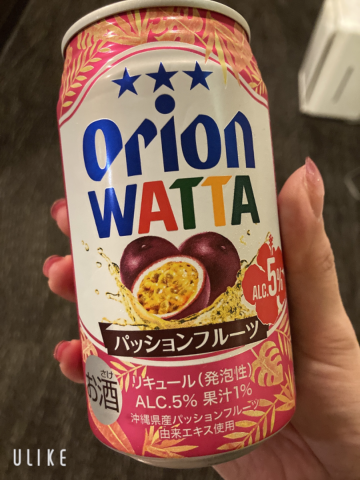 orion
WATTA
ALC.5%
パッションフルーツ
さけ
お酒
リキュール(発泡性)
ALC.5% 果汁1%
沖縄県産パッションフルーツ
由来エキス使用
ULIKE